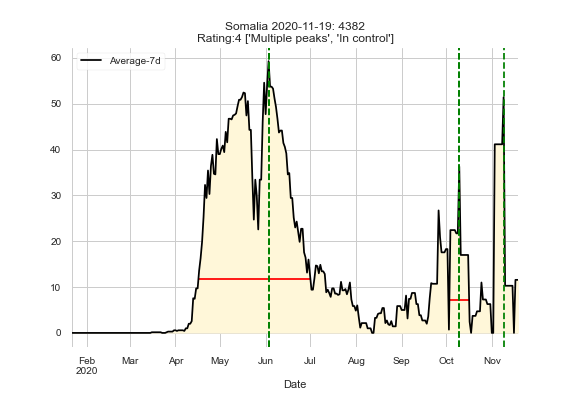 Somalia 2020-11-19: 4382
Rating:4 ['Multiple peaks', 'In control']
Average-7d
60
50
40
30
20
10
0
Feb Mar Apr May Jun Jul Aug Sep Oct Nov
2020
Date